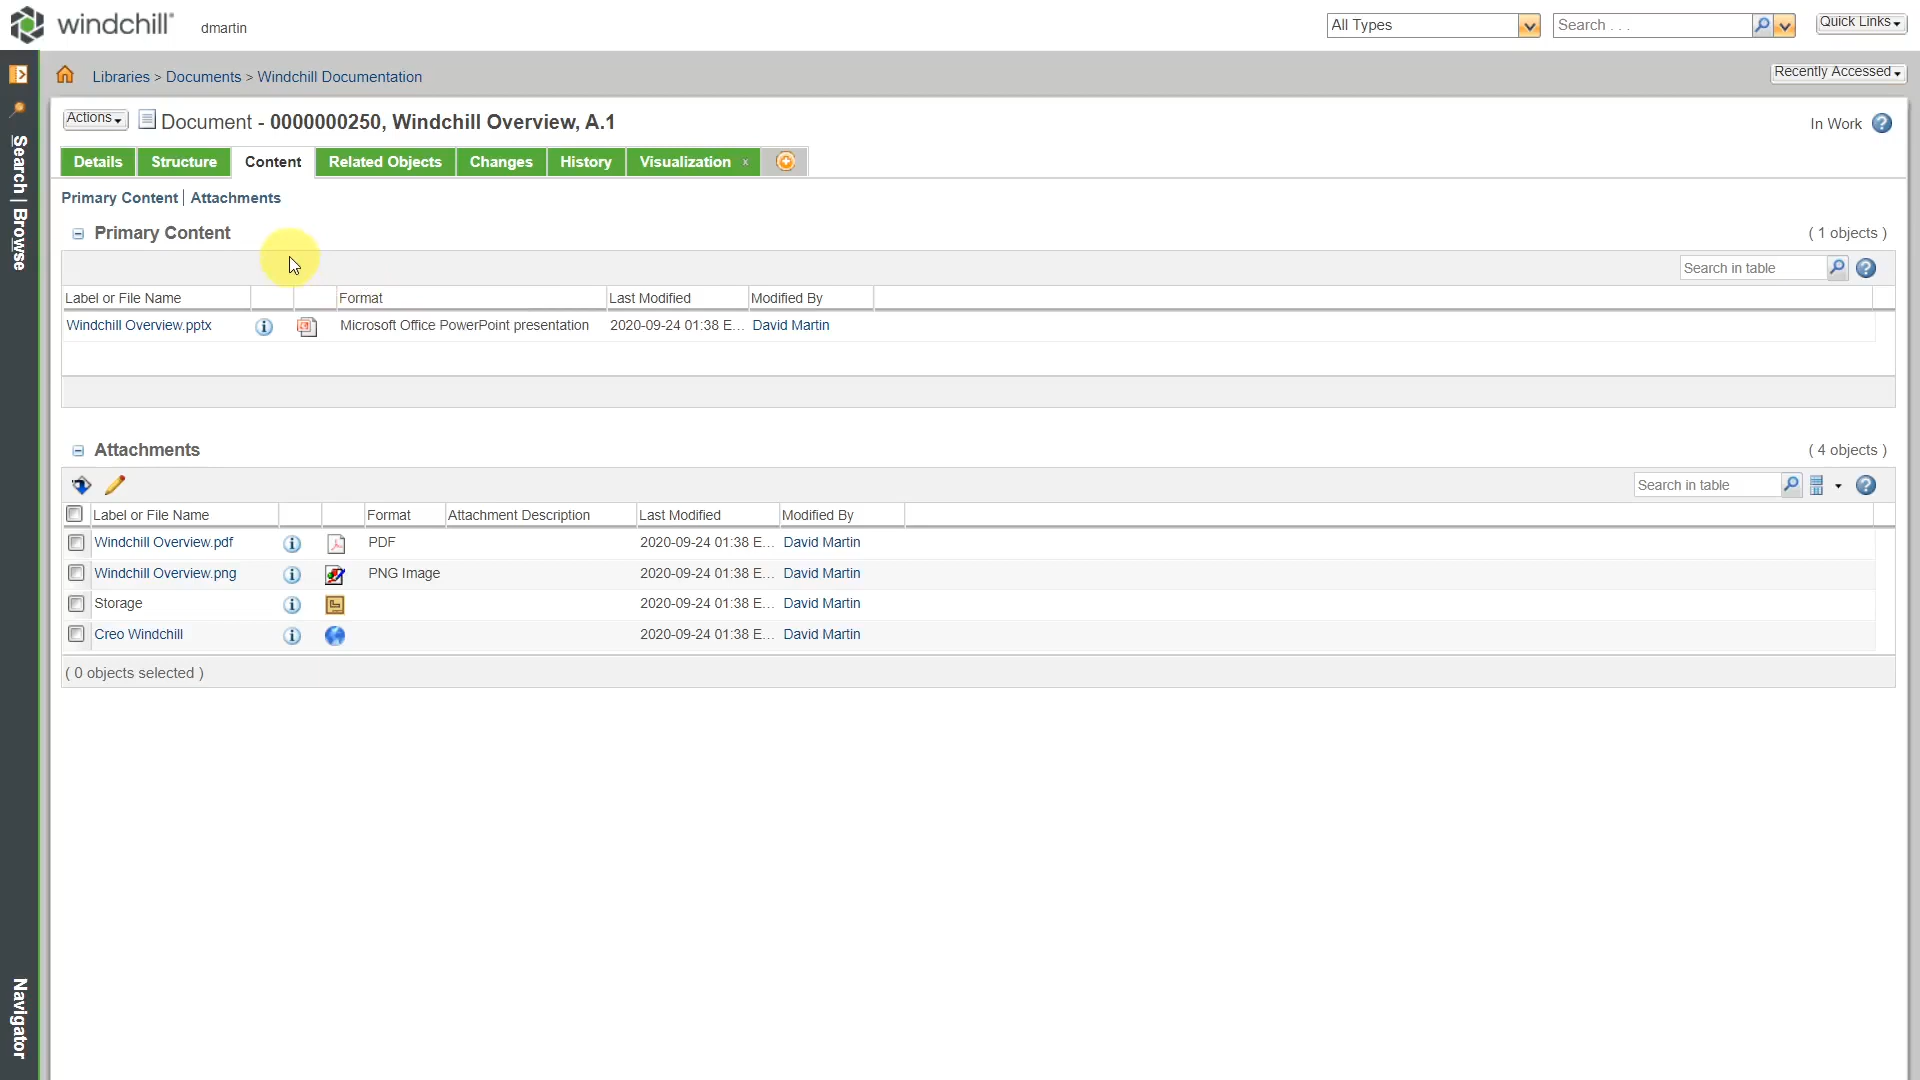 windchill®
dmartin
All Types
Search . . .
Quick Links
Libraries > Documents > Windchill Documentation
Recently Accessed
Actions
Document - 0000000250, Windchill Overview, A.1
In Work
Details
Structure
Content
Related Objects
Changes
History
Visualization x
Search | Browse
Primary Content | Attachments
Primary Content
( 1 objects )
Search in table
Label or File Name Format Last Modified Modified By
Windchill Overview.pptx Microsoft Office PowerPoint presentation 2020-09-24 01:38 E... David Martin
Attachments
( 4 objects )
Search in table
Label or File Name Format Attachment Description Last Modified Modified By
Windchill Overview.pdf PDF 2020-09-24 01:38 E... David Martin
Windchill Overview.png PNG Image 2020-09-24 01:38 E... David Martin
Storage 2020-09-24 01:38 E... David Martin
Creo Windchill 2020-09-24 01:38 E... David Martin
( 0 objects selected )
Navigator